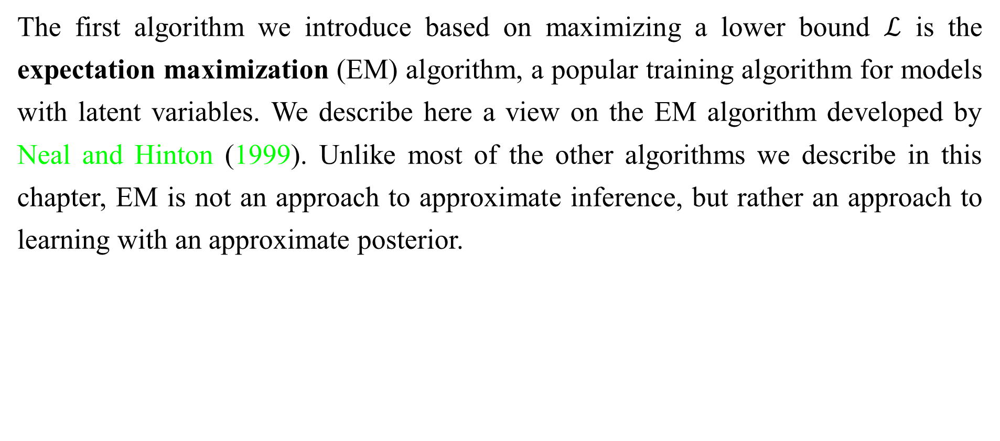 The first algorithm we introduce based on maximizing a lower bound ℒ is the
expectation maximization (EM) algorithm, a popular training algorithm for models
with latent variables. We describe here a view on the EM algorithm developed by
Neal and Hinton (1999). Unlike most of the other algorithms we describe in this
chapter, EM is not an approach to approximate inference, but rather an approach to
learning with an approximate posterior.